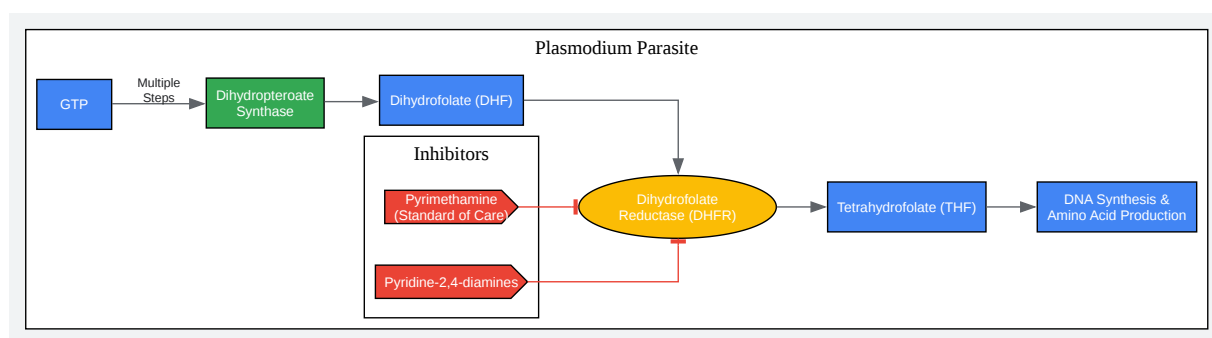 Plasmodium Parasite
GTP
Multiple
Steps
Dihydropteroate
Synthase
Dihydrofolate (DHF)
Inhibitors
Pyrimethamine
(Standard of Care)
Pyridine-2,4-diamines
Dihydrofolate
Reductase (DHFR)
Tetrahydrofolate (THF)
DNA Synthesis &
Amino Acid Production